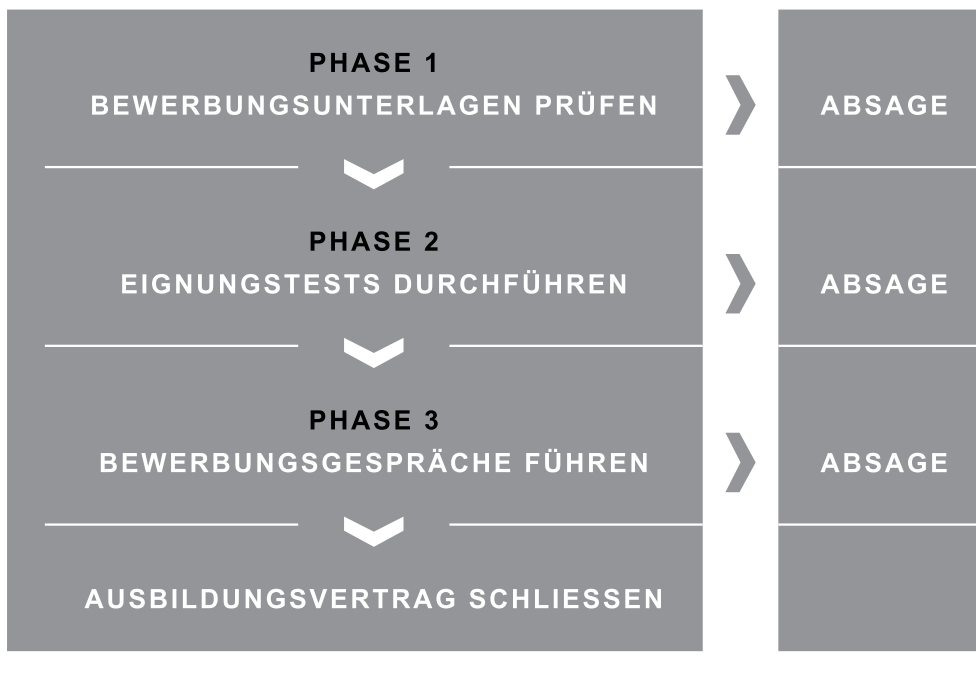 PHASE 1
BEWERBUNGSUNTERLAGEN PRÜFEN
ABSAGE
PHASE 2
EIGNUNGSTESTS DURCHFÜHREN
ABSAGE
PHASE 3
BEWERBUNGSGESPRÄCHE FÜHREN
ABSAGE
AUSBILDUNGSVERTRAG SCHLIESSEN